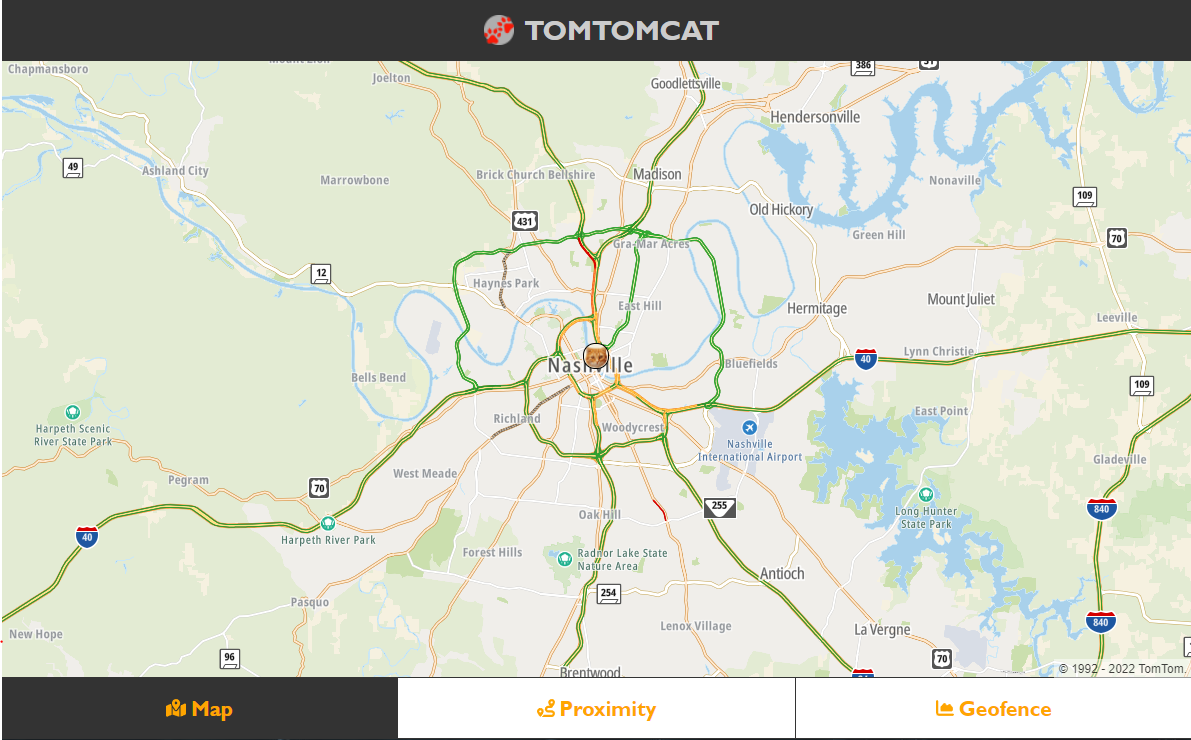 TOMTOMCAT
Chapmansboro
Joelton
Goodlettsville
386
Hendersonville
49
Ashland City
Marrowbone
Brick Church Bellshire
Madison
Nonaville
109
Old Hickory
431
Green Hill
70
Gra-Mar Acres
12
Haynes Park
East Hill
Hermitage
Mount Juliet
Leeville
Nashville
40
Lynn Christie
Bluefields
Bells Bend
109
Harpeth Scenic
River State Park
Richland
Woodycrest
East Point
Nashville
International Airport
West Meade
Gladeville
Pegram
70
Oak Hill
255
Long Hunter
State Park
840
40
Harpeth River Park
Forest Hills
Radnor Lake State
Nature Area
Antioch
254
Pasquo
840
New Hope
Lenox Village
La Vergne
96
70
Brentwood
© 1992 - 2022 TomTom.
Map
Proximity
Geofence